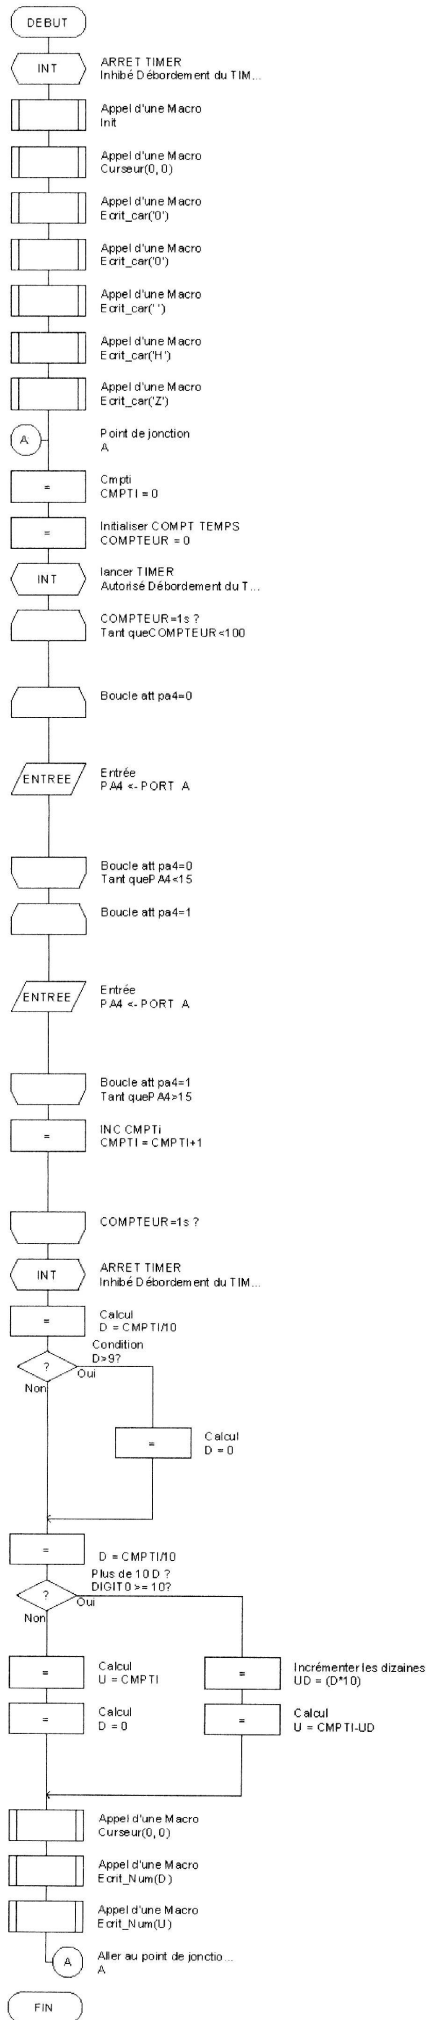 DEBUT
INT
ARRET TIMER
Inhibé Débordement du TIM...
Appel d'une Macro
Init
Appel d'une Macro
Curseur(0, 0)
Appel d'une Macro
Ecrit_car('0')
Appel d'une Macro
Ecrit_car('0')
Appel d'une Macro
Ecrit_car(' ')
Appel d'une Macro
Ecrit_car('H')
Appel d'une Macro
Ecrit_car('Z')
A
Point de jonction
A
=
Cmpti
CMPTI = 0
=
Initialiser COMPT TEMPS
COMPTEUR = 0
INT
lancer TIMER
Autorisé Débordement du T...
COMPTEUR=1s ?
Tant queCOMPTEUR<100
Boucle att pa4=0
ENTREE
Entrée
PA4 <- PORT A
Boucle att pa4=0
Tant quePA4<15
Boucle att pa4=1
ENTREE
Entrée
PA4 <- PORT A
Boucle att pa4=1
Tant quePA4>15
=
INC CMPTi
CMPTI = CMPTI+1
COMPTEUR=1s ?
INT
ARRET TIMER
Inhibé Débordement du TIM...
=
Calcul
D = CMPTI/10
Condition
D>9?
?
Non
Oui
=
Calcul
D = 0
=
D = CMPTI/10
Plus de 10 D ?
DIGIT0 >= 10?
?
Non
Oui
=
Calcul
U = CMPTI
=
Incrémenter les dizaines
UD = (D*10)
=
Calcul
D = 0
=
Calcul
U = CMPTI-UD
Appel d'une Macro
Curseur(0, 0)
Appel d'une Macro
Ecrit_Num(D)
Appel d'une Macro
Ecrit_Num(U)
A
Aller au point de jonctio...
A
FIN